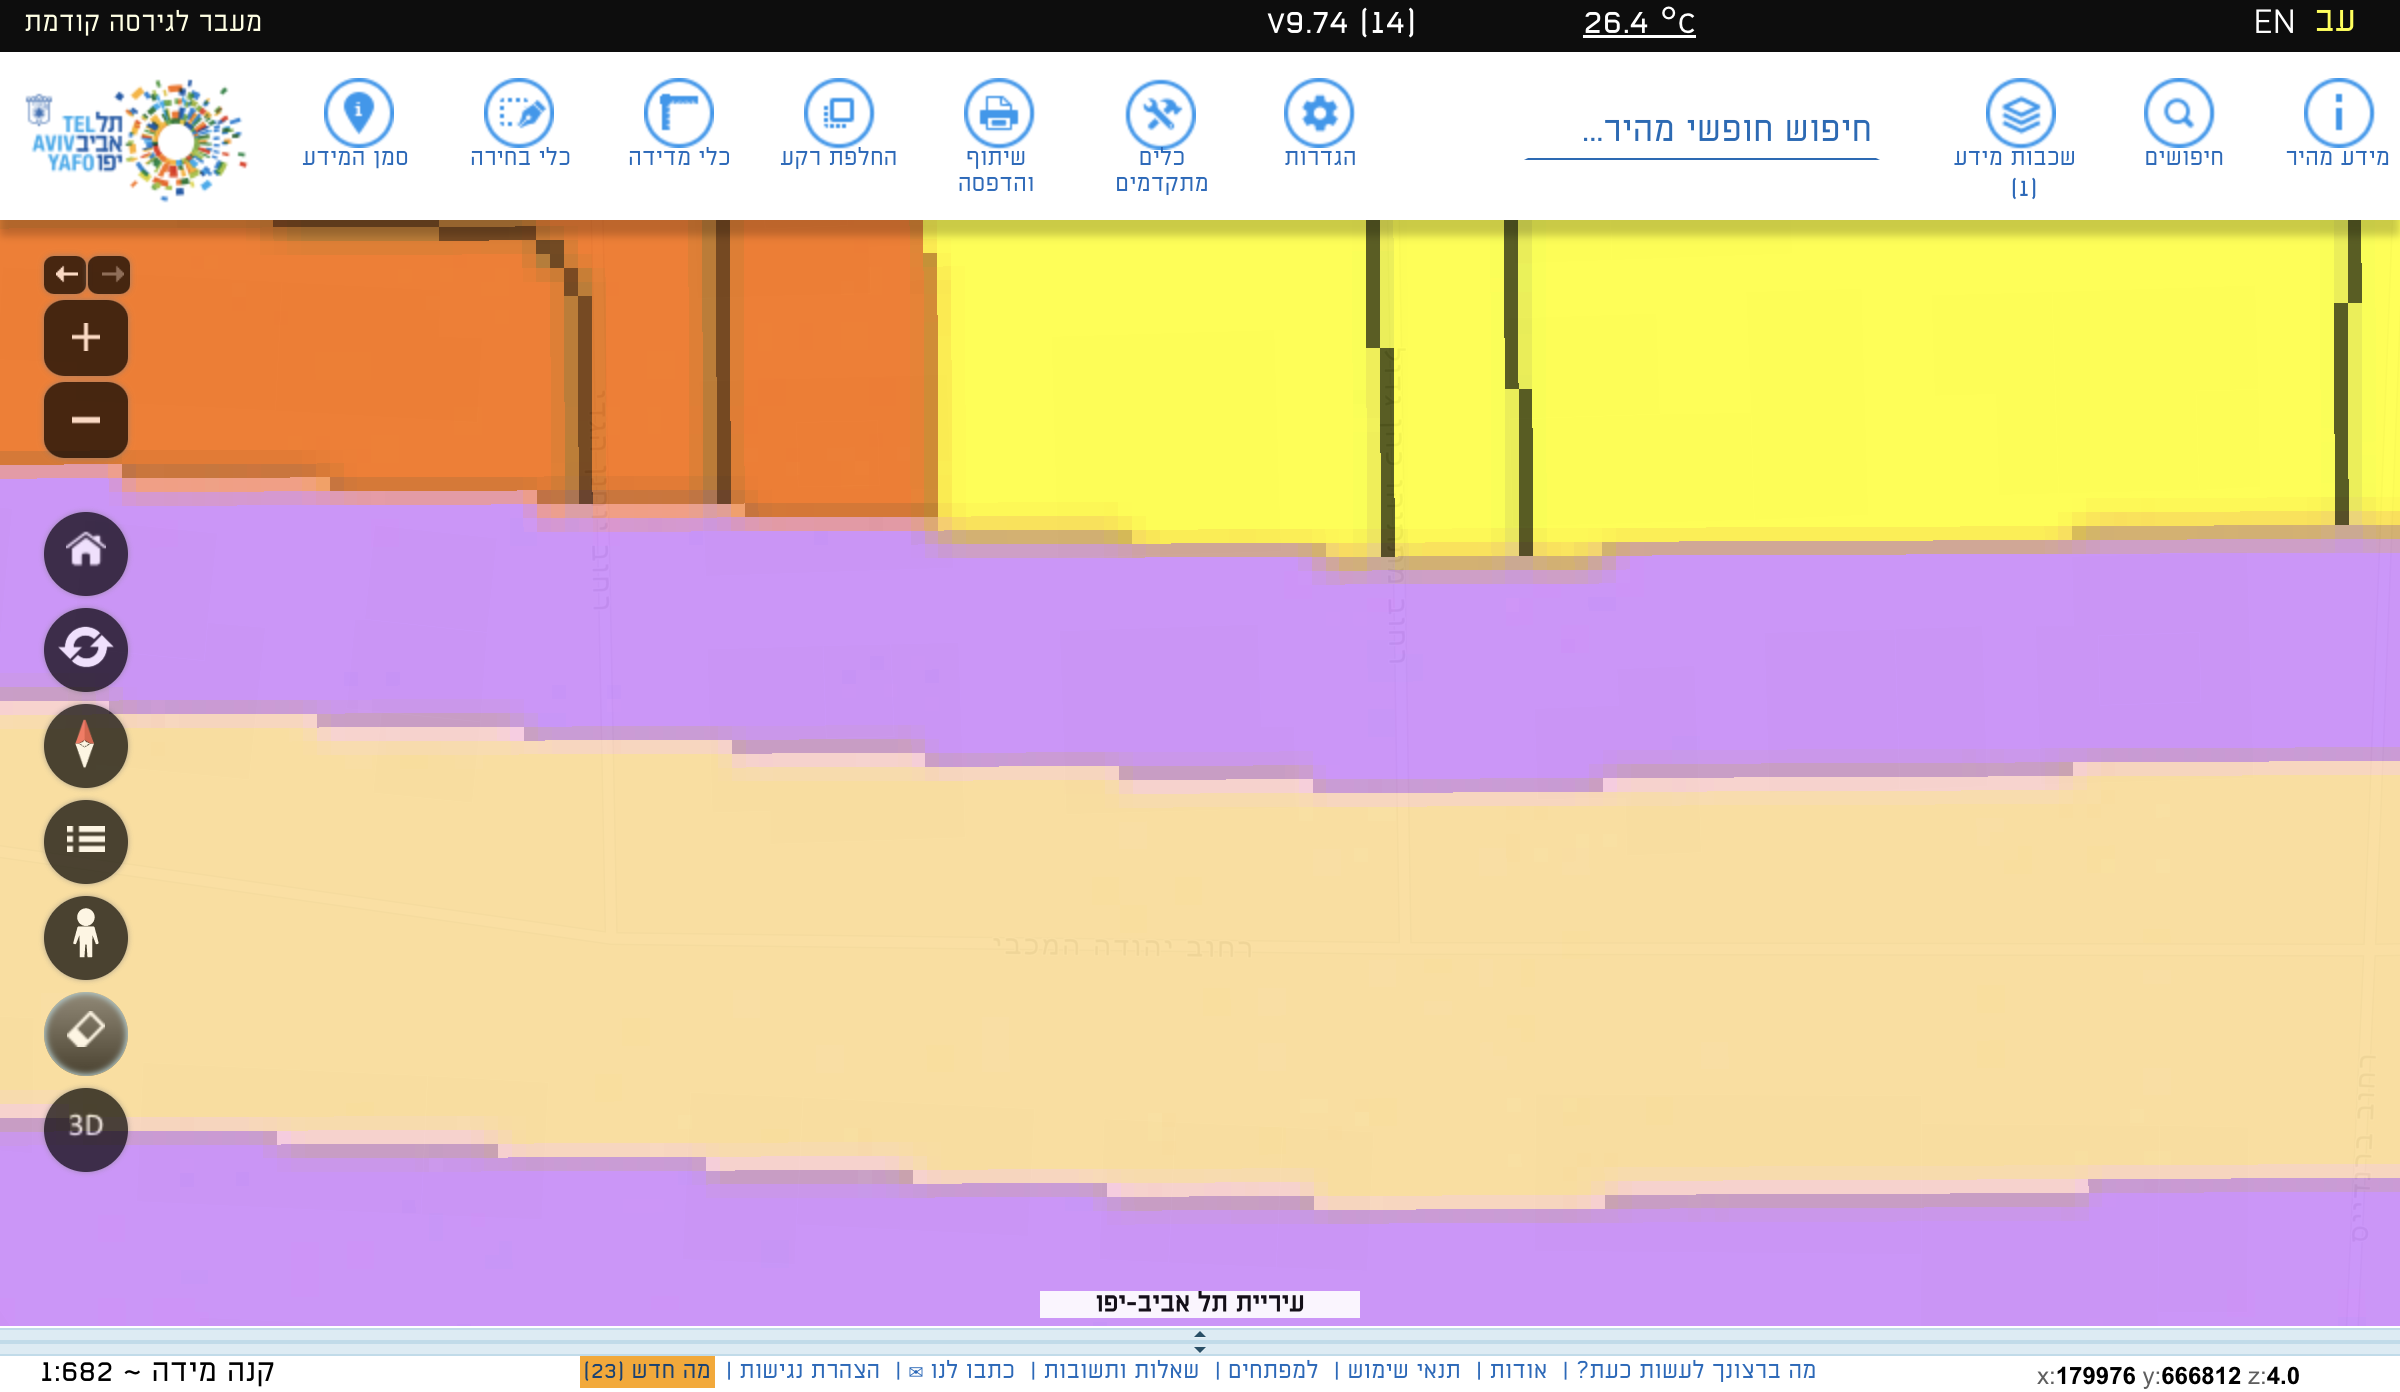 עב EN
26.4 °C
V9.74 (14)
מעבר לגירסה קודמת
מידע מהיר
חיפושים
שכבות מידע
(1)
חיפוש חופשי מהיר...
הגדרות
כלים
מתקדמים
שיתוף
והדפסה
החלפת רקע
כלי מדידה
כלי בחירה
סמן המידע
תל
אביב
יפו
TEL
AVIV
YAFO
רחוב יהודה המכבי
רחוב ברנדייס
3D
עיריית תל אביב-יפו
מה ברצונך לעשות כעת? | אודות | תנאי שימוש | למפתחים | שאלות ותשובות | כתבו לנו ✉ | הצהרת נגישות | מה חדש (23)
קנה מידה ~ 1:682
x:179976 y:666812 z:4.0